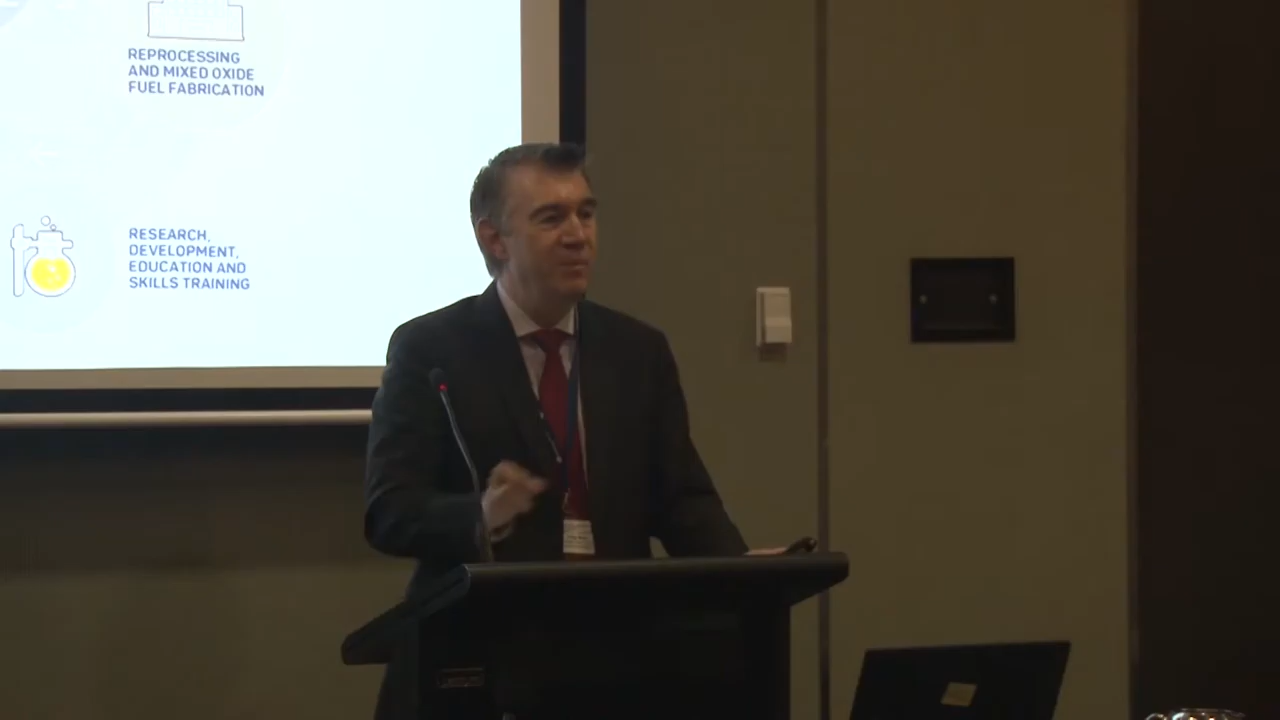 REPROCESSING
AND MIXED OXIDE
FUEL FABRICATION
RESEARCH,
DEVELOPMENT,
EDUCATION AND
SKILLS TRAINING